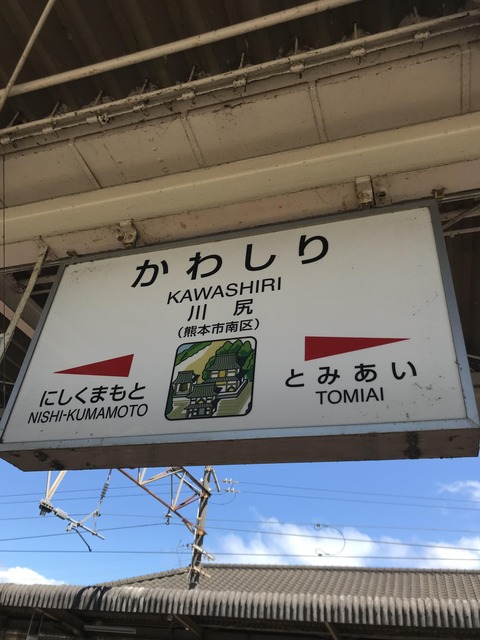 かわしり
KAWASHIRI
川尻
(熊本市南区)
にしくまもと
NISHI-KUMAMOTO
とみあい
TOMIAI